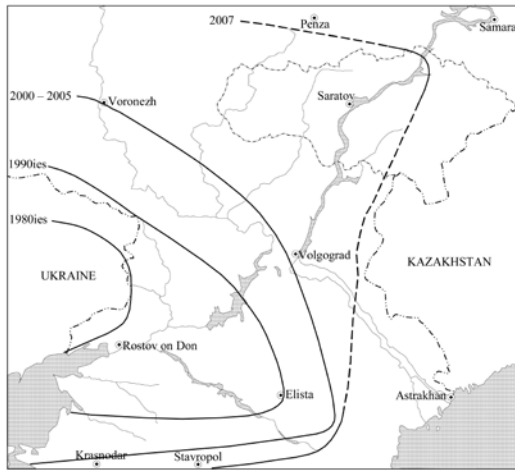 2007
Penza
Samara
2000 – 2005
Voronezh
Saratov
1990ies
1980ies
Volgograd
UKRAINE
KAZAKHSTAN
Rostov on Don
Elista
Astrakhan
Krasnodar
Stavropol